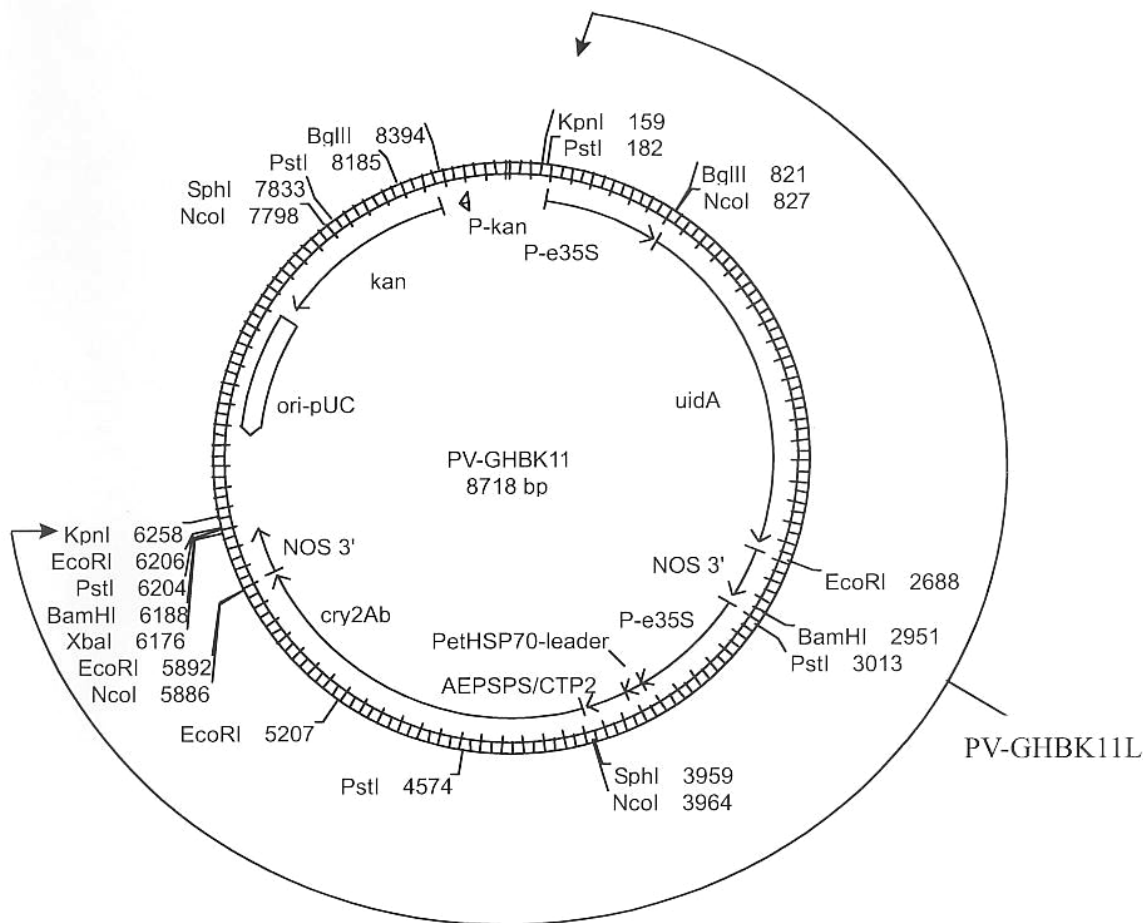 KpnI 159
PstI 182
BglII 821
NcoI 827
BglII 8394
PstI 8185
SphI 7833
NcoI 7798
P-kan
P-e35S
kan
ori-pUC
uidA
PV-GHBK11
8718 bp
KpnI 6258
EcoRI 6206
PstI 6204
BamHI 6188
XbaI 6176
EcoRI 5892
NcoI 5886
EcoRI 5207
PstI 4574
NOS 3'
cry2Ab
NOS 3'
P-e35S
PetHSP70-leader
AEPSPS/CTP2
EcoRI 2688
BamHI 2951
PstI 3013
SphI 3959
NcoI 3964
PV-GHBK11L